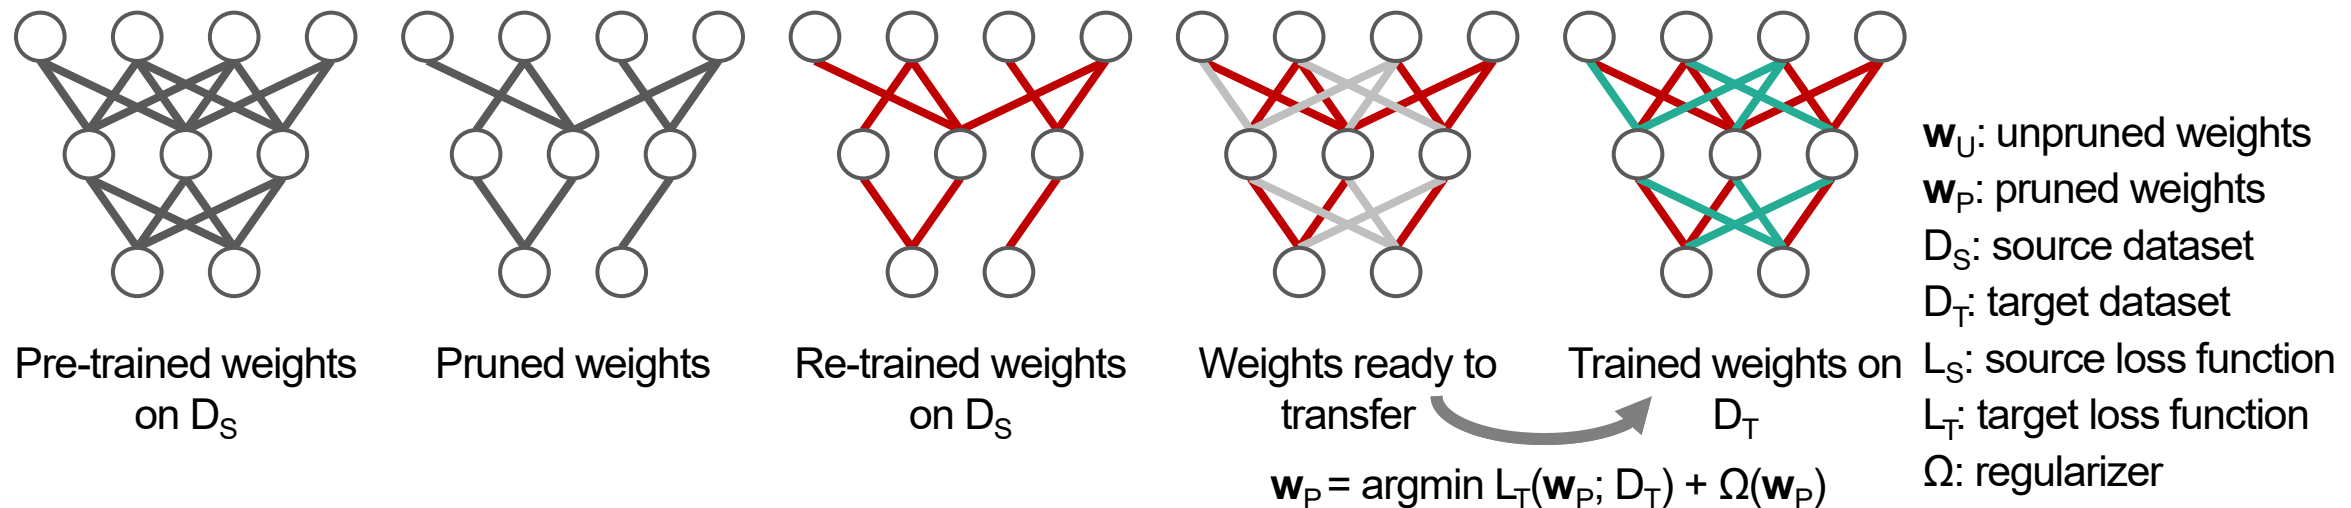 Pre-trained weights
on D_S
Pruned weights
Re-trained weights
on D_S
Weights ready to
transfer
Trained weights on
D_T
w_P = argmin L_T(w_P; D_T) + Ω(w_P)
w_U: unpruned weights
w_P: pruned weights
D_S: source dataset
D_T: target dataset
L_S: source loss function
L_T: target loss function
Ω: regularizer